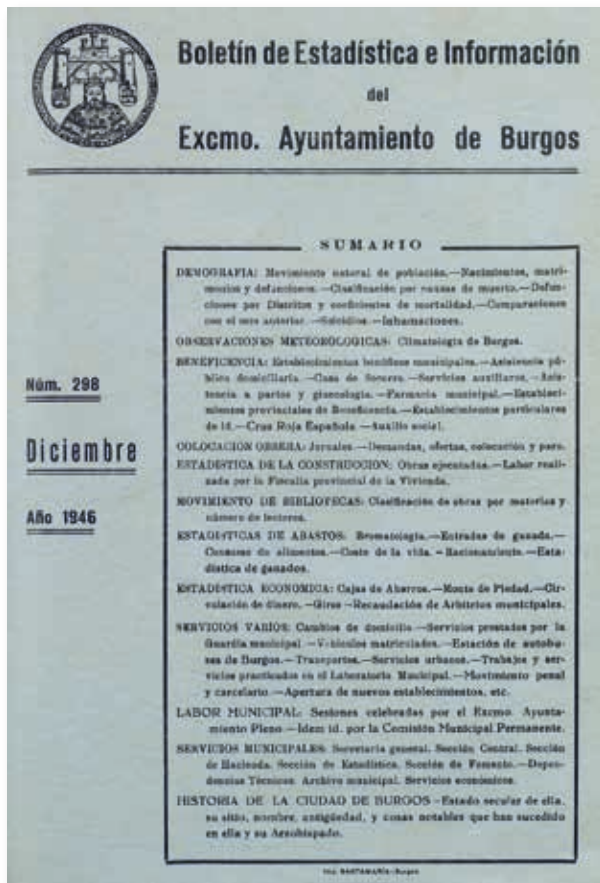 Boletín de Estadística e Información
del
Excmo. Ayuntamiento de Burgos
Núm. 298
Diciembre
Año 1946
SUMARIO
DEMOGRAFIA: Movimiento natural de población.—Nacimientos, matri-
monios y defunciones.—Clasificación por causas de muerto.—Defun-
ciones por Distritos y coeficientes de mortalidad.—Comparaciones
con el mes anterior.—Suicidios.—Inhumaciones.
OBSERVACIONES METEOROLOGICAS: Climatología de Burgos.
BENEFICENCIA: Establecimientos benéficos municipales.—Asistencia pú-
blica domiciliaria.—Casa de Socorro.—Servicios auxiliares.—Asis-
tencia a partos y ginecología.—Farmacia municipal.—Estableci-
mientos provinciales de Beneficencia.—Establecimientos particulares
de id.—Cruz Roja Española.—Auxilio social.
COLOCACION OBRERA: Jornales.—Demandas, ofertas, colocación y paro.
ESTADISTICA DE LA CONSTRUCCION: Obras ejecutadas.—Labor reali-
zada por la Fiscalía provincial de la Vivienda.
MOVIMIENTO DE BIBLIOTECAS: Clasificación de obras por materias y
número de lectores.
ESTADISTICAS DE ABASTOS: Bromatología.—Entradas de ganado.—
Consumo de alimentos.—Coste de la vida.—Racionamiento.—Esta-
dística de ganados.
ESTADISTICA ECONOMICA: Cajas de Ahorros.—Monte de Piedad.—Cir-
culación de dinero.—Giros—Recaudación de Arbitrios municipales.
SERVICIOS VARIOS: Cambios de domicilio—Servicios prestados por la
Guardia municipal—Vehículos matriculados.—Estación de autobu-
ses de Burgos.—Transportes.—Servicios urbanos.—Trabajos y ser-
vicios practicados en el Laboratorio Municipal.—Movimiento penal
y carcelario—Apertura de nuevos establecimientos, etc.
LABOR MUNICIPAL: Sesiones celebradas por el Excmo. Ayunta-
miento Pleno—Idem id. por la Comisión Municipal Permanente.
SERVICIOS MUNICIPALES: Secretaría general. Sección Central. Sección
de Hacienda. Sección de Estadística. Sección de Fomento.—Depen-
dencias Técnicas. Archivo municipal. Servicios económicos.
HISTORIA DE LA CIUDAD DE BURGOS—Estado secular de ella,
su sitio, nombre, antigüedad, y cosas notables que han sucedido
en ella y su Arzobispado.
Imp. SANTAMARÍA—Burgos